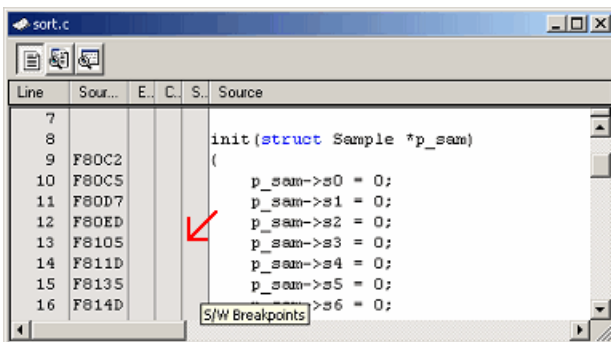 sort.c
Line Sour... E.. C.. S.. Source
7
8 init(struct Sample *p_sam)
9 F80C2 {
10 F80C5 p_sam->s0 = 0;
11 F80D7 p_sam->s1 = 0;
12 F80ED p_sam->s2 = 0;
13 F8105 p_sam->s3 = 0;
14 F811D p_sam->s4 = 0;
15 F8135 p_sam->s5 = 0;
16 F814D p_sam->s6 = 0;
S/W Breakpoints